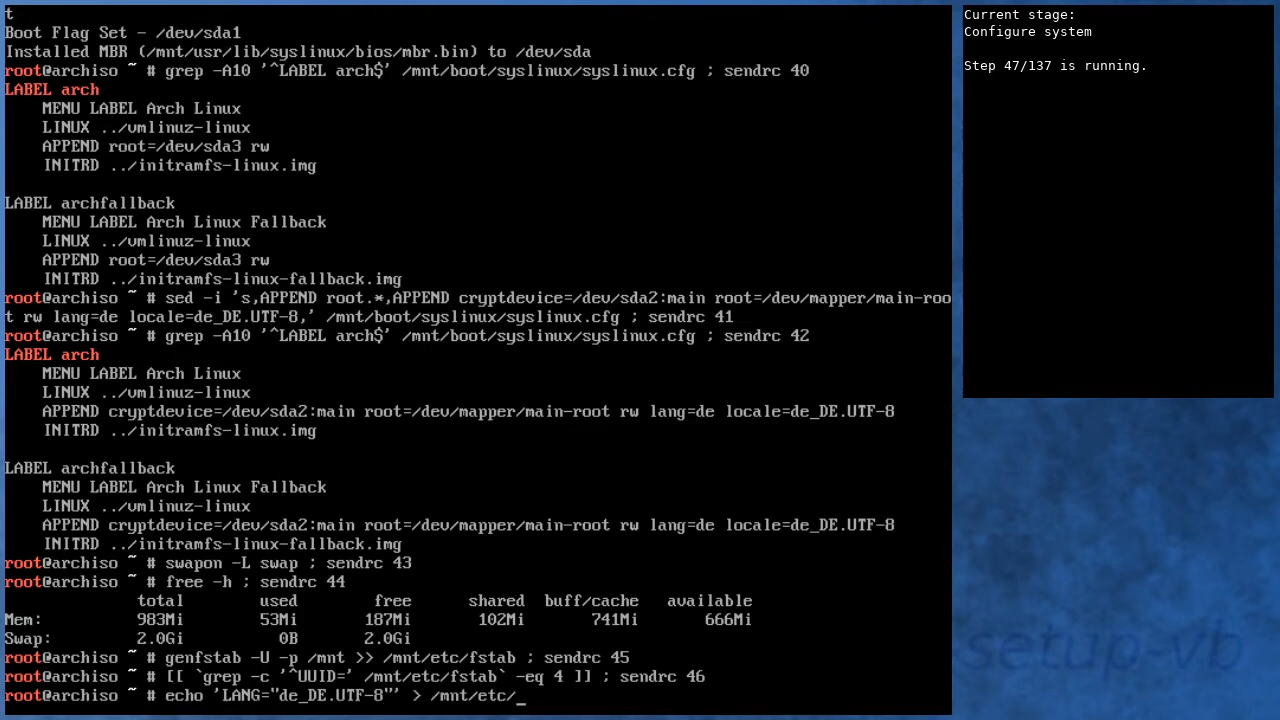 t
Boot Flag Set - /dev/sda1
Installed MBR (/mnt/usr/lib/syslinux/bios/mbr.bin) to /dev/sda
root@archiso ~ # grep -A10 '^LABEL arch$' /mnt/boot/syslinux/syslinux.cfg ; sendrc 40
LABEL arch
    MENU LABEL Arch Linux
    LINUX ../vmlinuz-linux
    APPEND root=/dev/sda3 rw
    INITRD ../initramfs-linux.img

LABEL archfallback
    MENU LABEL Arch Linux Fallback
    LINUX ../vmlinuz-linux
    APPEND root=/dev/sda3 rw
    INITRD ../initramfs-linux-fallback.img
root@archiso ~ # sed -i 's,APPEND root.*,APPEND cryptdevice=/dev/sda2:main root=/dev/mapper/main-roo
t rw lang=de locale=de_DE.UTF-8,' /mnt/boot/syslinux/syslinux.cfg ; sendrc 41
root@archiso ~ # grep -A10 '^LABEL arch$' /mnt/boot/syslinux/syslinux.cfg ; sendrc 42
LABEL arch
    MENU LABEL Arch Linux
    LINUX ../vmlinuz-linux
    APPEND cryptdevice=/dev/sda2:main root=/dev/mapper/main-root rw lang=de locale=de_DE.UTF-8
    INITRD ../initramfs-linux.img

LABEL archfallback
    MENU LABEL Arch Linux Fallback
    LINUX ../vmlinuz-linux
    APPEND cryptdevice=/dev/sda2:main root=/dev/mapper/main-root rw lang=de locale=de_DE.UTF-8
    INITRD ../initramfs-linux-fallback.img
root@archiso ~ # swapon -L swap ; sendrc 43
root@archiso ~ # free -h ; sendrc 44
              total        used        free      shared  buff/cache   available
Mem:          983Mi        53Mi       187Mi       102Mi       741Mi       666Mi
Swap:         2.0Gi          0B       2.0Gi
root@archiso ~ # genfstab -U -p /mnt >> /mnt/etc/fstab ; sendrc 45
root@archiso ~ # [[ `grep -c '^UUID=' /mnt/etc/fstab` -eq 4 ]] ; sendrc 46
root@archiso ~ # echo 'LANG="de_DE.UTF-8"' > /mnt/etc/_
Current stage:
Configure system

Step 47/137 is running.
setup-vb